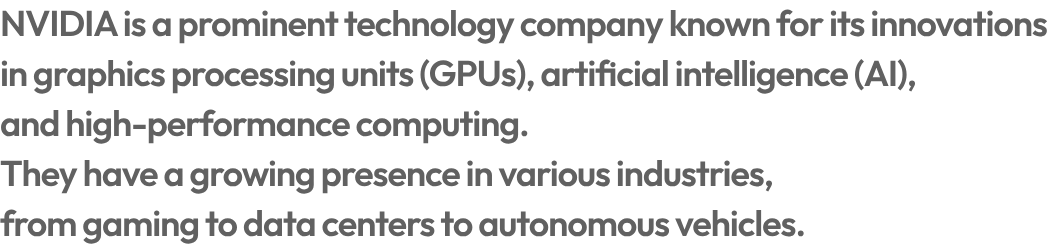 NVIDIA is a prominent technology company known for its innovations
in graphics processing units (GPUs), artificial intelligence (AI),
and high-performance computing.
They have a growing presence in various industries,
from gaming to data centers to autonomous vehicles.